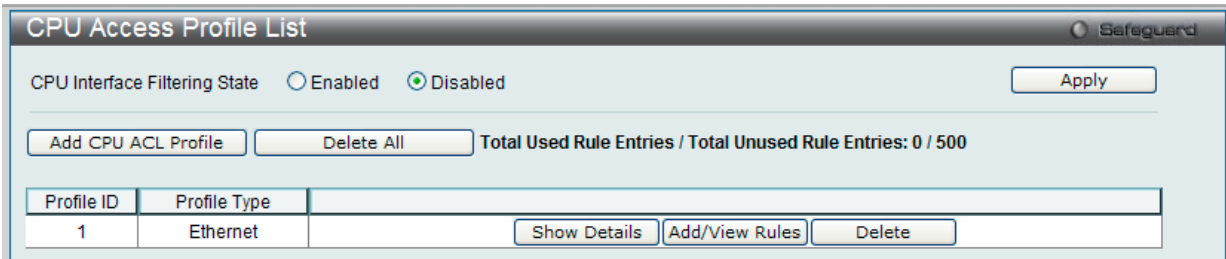 CPU Access Profile List
Safeguard
CPU Interface Filtering State Enabled Disabled Apply
Add CPU ACL Profile Delete All Total Used Rule Entries / Total Unused Rule Entries: 0 / 500
Profile ID Profile Type
1 Ethernet Show Details Add/View Rules Delete